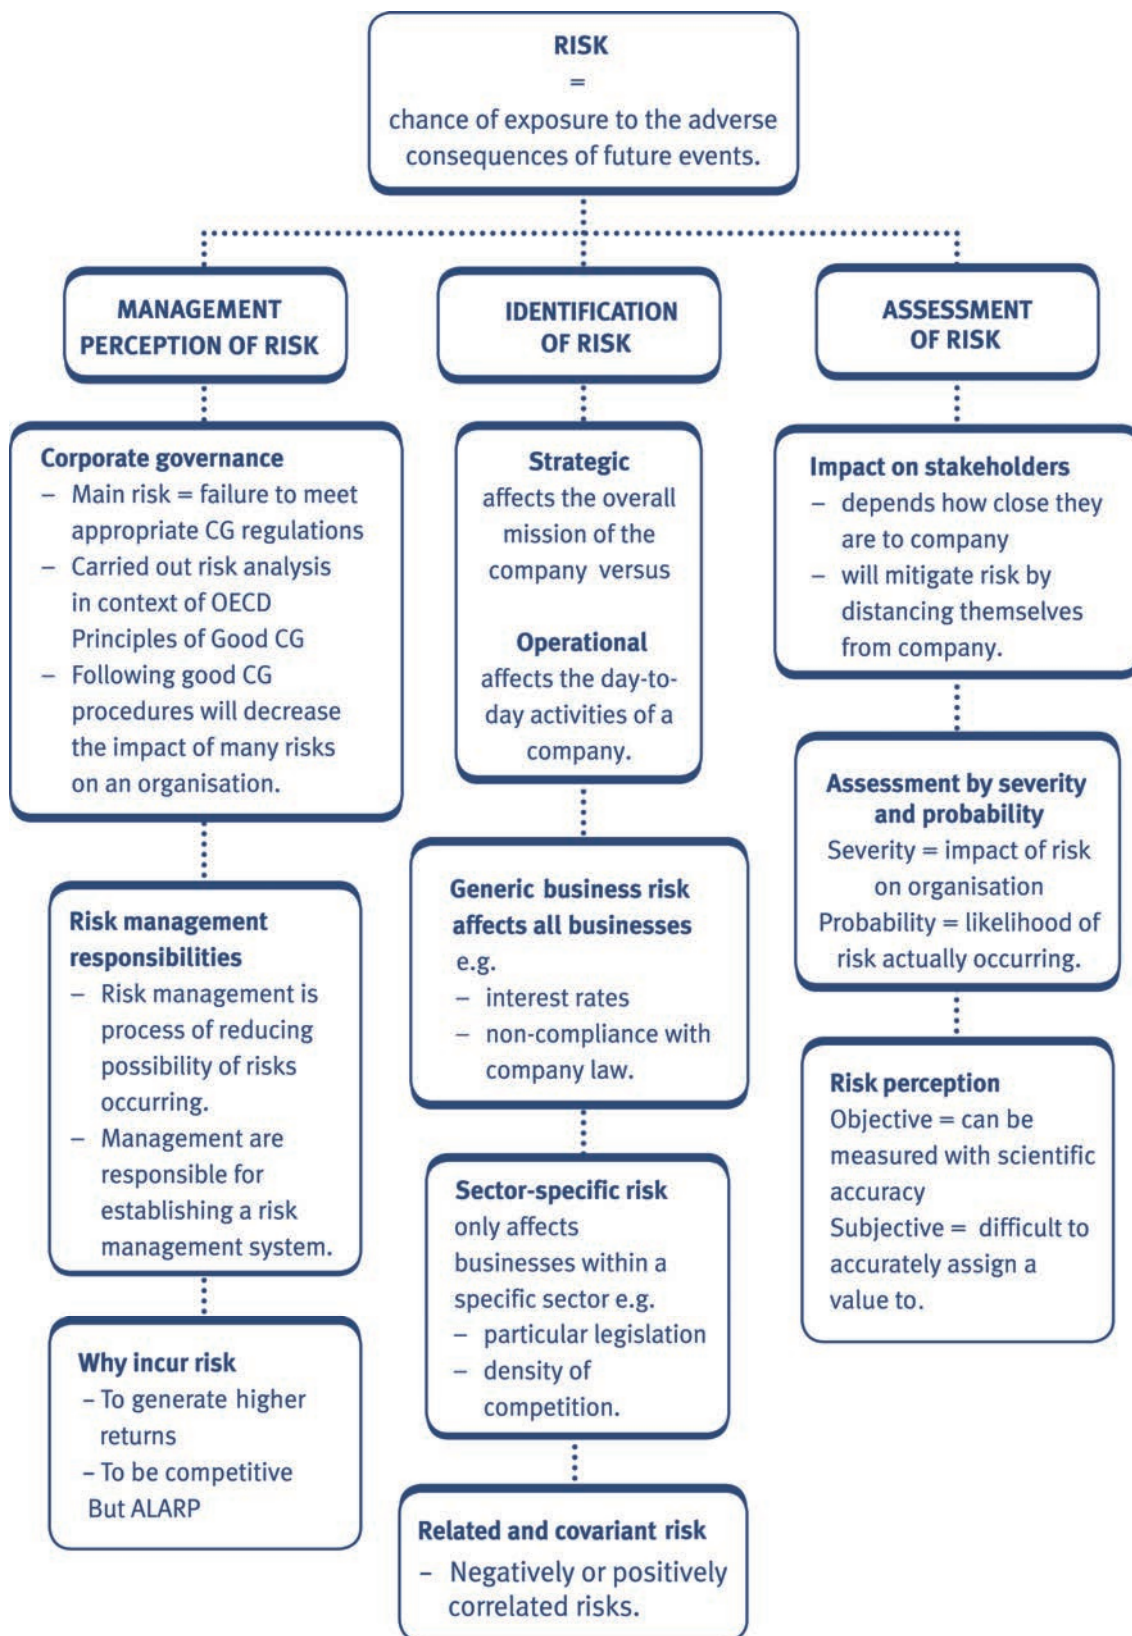 RISK
=
chance of exposure to the adverse
consequences of future events.
MANAGEMENT
PERCEPTION OF RISK
Corporate governance
– Main risk = failure to meet
appropriate CG regulations
– Carried out risk analysis
in context of OECD
Principles of Good CG
– Following good CG
procedures will decrease
the impact of many risks
on an organisation.
Risk management
responsibilities
– Risk management is
process of reducing
possibility of risks
occurring.
– Management are
responsible for
establishing a risk
management system.
Why incur risk
– To generate higher
returns
– To be competitive
But ALARP
IDENTIFICATION
OF RISK
Strategic
affects the overall
mission of the
company versus
Operational
affects the day-to-
day activities of a
company.
Generic business risk
affects all businesses
e.g.
– interest rates
– non-compliance with
company law.
Sector-specific risk
only affects
businesses within a
specific sector e.g.
– particular legislation
– density of
competition.
Related and covariant risk
– Negatively or positively
correlated risks.
ASSESSMENT
OF RISK
Impact on stakeholders
– depends how close they
are to company
– will mitigate risk by
distancing themselves
from company.
Assessment by severity
and probability
Severity = impact of risk
on organisation
Probability = likelihood of
risk actually occurring.
Risk perception
Objective = can be
measured with scientific
accuracy
Subjective = difficult to
accurately assign a
value to.